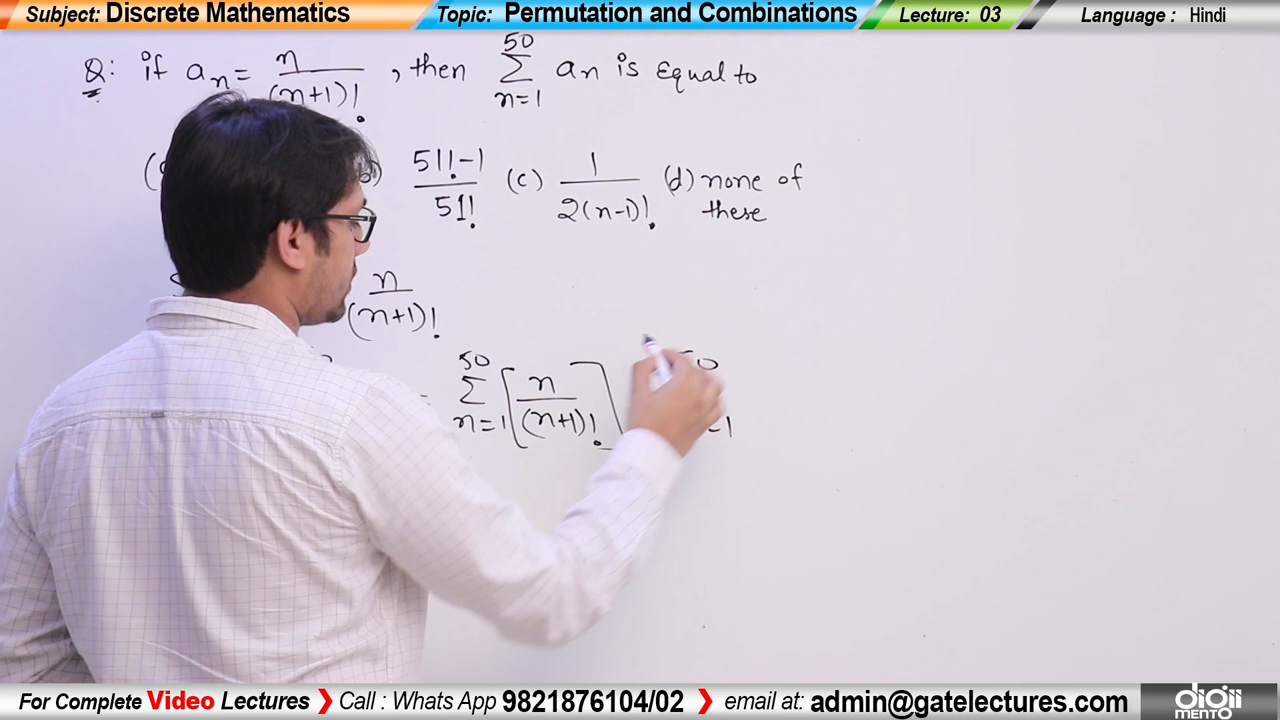 Subject: Discrete Mathematics Topic: Permutation and Combinations Lecture: 03 Language : Hindi
Q: if aₙ = n/(n+1)! , then ∑_{n=1}^{50} aₙ is Equal to
( ) (51!-1)/51! (c) 1/(2(n-1)!) (d) none of
these
n/(n+1)!
= ∑_{n=1}^{50} [n/(n+1)!]
For Complete Video Lectures ❯ Call : Whats App 9821876104/02 ❯ email at: admin@gatelectures.com digii
MENTO